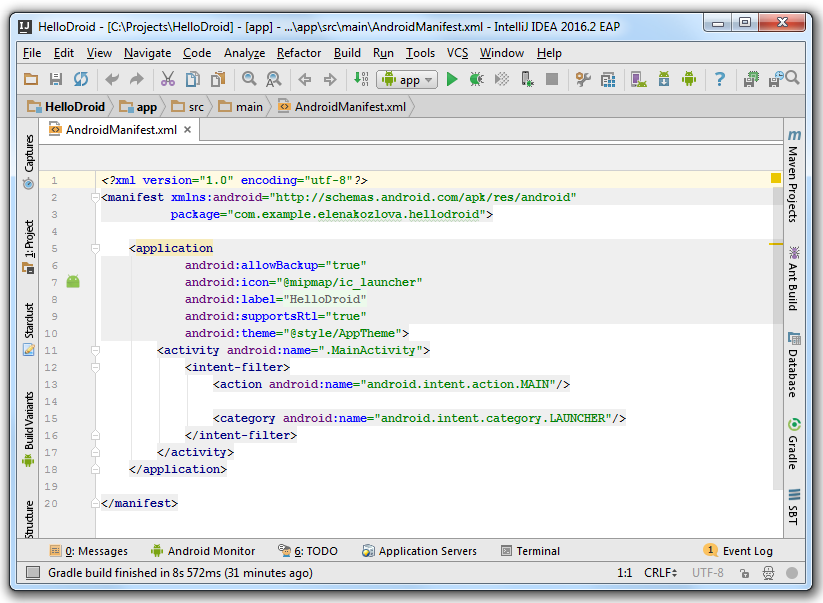 HelloDroid - [C:\Projects\HelloDroid] - [app] - ...\app\src\main\AndroidManifest.xml - IntelliJ IDEA 2016.2 EAP
File Edit View Navigate Code Analyze Refactor Build Run Tools VCS Window Help
app
HelloDroid app src main AndroidManifest.xml
AndroidManifest.xml
Captures
1: Project
Stardust
Build Variants
Structure
1 <?xml version="1.0" encoding="utf-8"?>
2 <manifest xmlns:android="http://schemas.android.com/apk/res/android"
3 package="com.example.elenakozlova.hellodroid">
4
5 <application
6 android:allowBackup="true"
7 android:icon="@mipmap/ic_launcher"
8 android:label="HelloDroid"
9 android:supportsRtl="true"
10 android:theme="@style/AppTheme">
11 <activity android:name=".MainActivity">
12 <intent-filter>
13 <action android:name="android.intent.action.MAIN"/>
14
15 <category android:name="android.intent.category.LAUNCHER"/>
16 </intent-filter>
17 </activity>
18 </application>
19
20 </manifest>
Maven Projects
Ant Build
Database
Gradle
SBT
0: Messages Android Monitor 6: TODO Application Servers Terminal 1 Event Log
Gradle build finished in 8s 572ms (31 minutes ago) 1:1 CRLF UTF-8